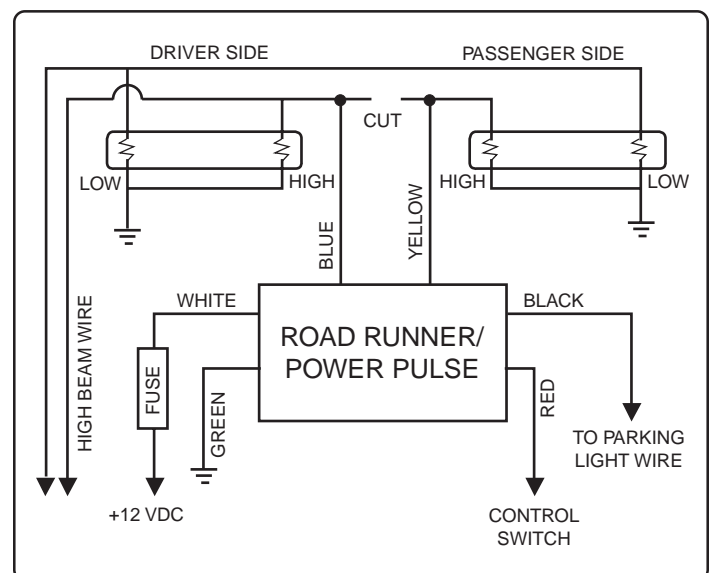 DRIVER SIDE
PASSENGER SIDE
CUT
LOW
HIGH
HIGH
LOW
BLUE
YELLOW
HIGH BEAM WIRE
WHITE
BLACK
ROAD RUNNER/
POWER PULSE
FUSE
GREEN
RED
TO PARKING
LIGHT WIRE
+12 VDC
CONTROL
SWITCH